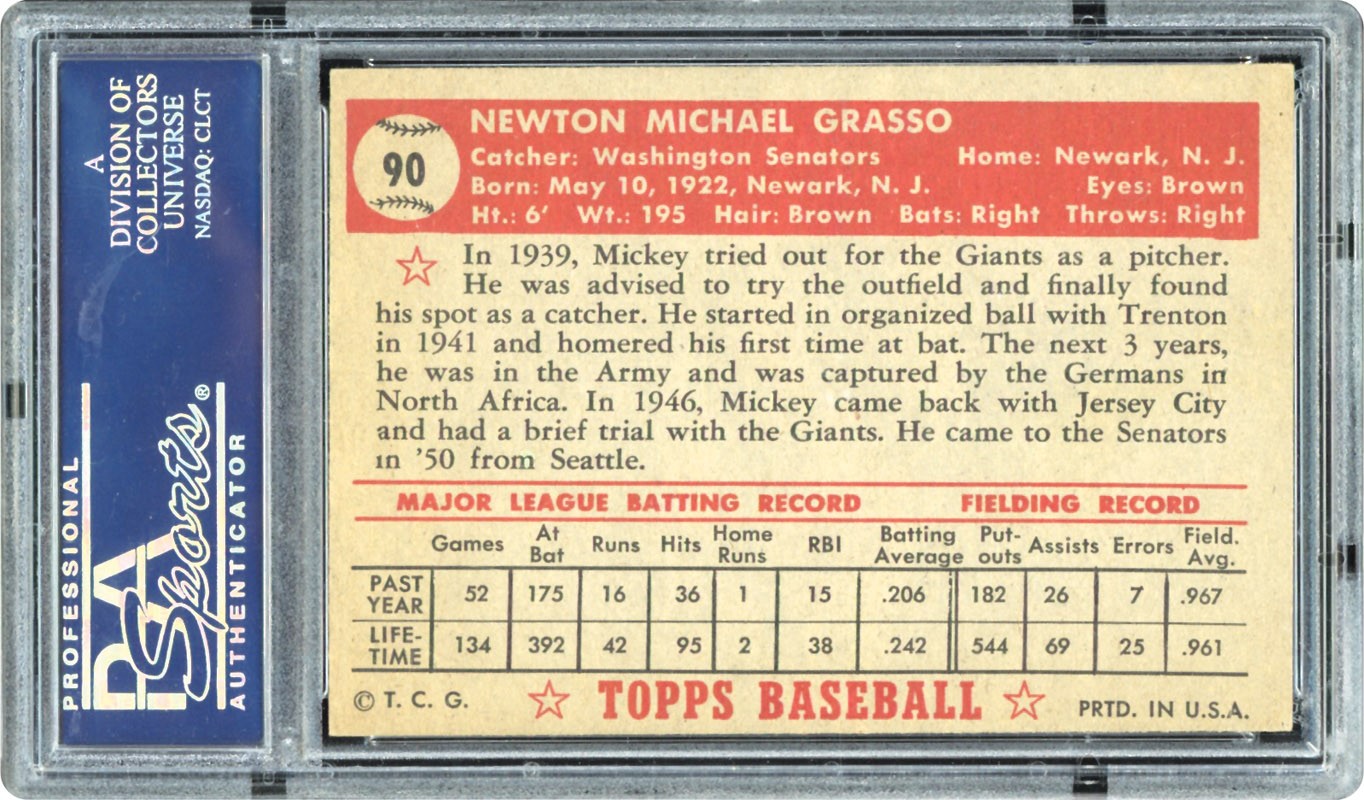 A
DIVISION OF
COLLECTORS
UNIVERSE
NASDAQ: CLCT
PROFESSIONAL
PSA
Sports®
AUTHENTICATOR
90
NEWTON MICHAEL GRASSO
Catcher: Washington Senators Home: Newark, N. J.
Born: May 10, 1922, Newark, N. J. Eyes: Brown
Ht.: 6' Wt.: 195 Hair: Brown Bats: Right Throws: Right
In 1939, Mickey tried out for the Giants as a pitcher.
He was advised to try the outfield and finally found
his spot as a catcher. He started in organized ball with Trenton
in 1941 and homered his first time at bat. The next 3 years,
he was in the Army and was captured by the Germans in
North Africa. In 1946, Mickey came back with Jersey City
and had a brief trial with the Giants. He came to the Senators
in '50 from Seattle.
MAJOR LEAGUE BATTING RECORD FIELDING RECORD
Games At Bat Runs Hits Home Runs RBI Batting Average Put-outs Assists Errors Field. Avg.
PAST YEAR 52 175 16 36 1 15 .206 182 26 7 .967
LIFE-TIME 134 392 42 95 2 38 .242 544 69 25 .961
© T. C. G. TOPPS BASEBALL PRTD. IN U.S.A.